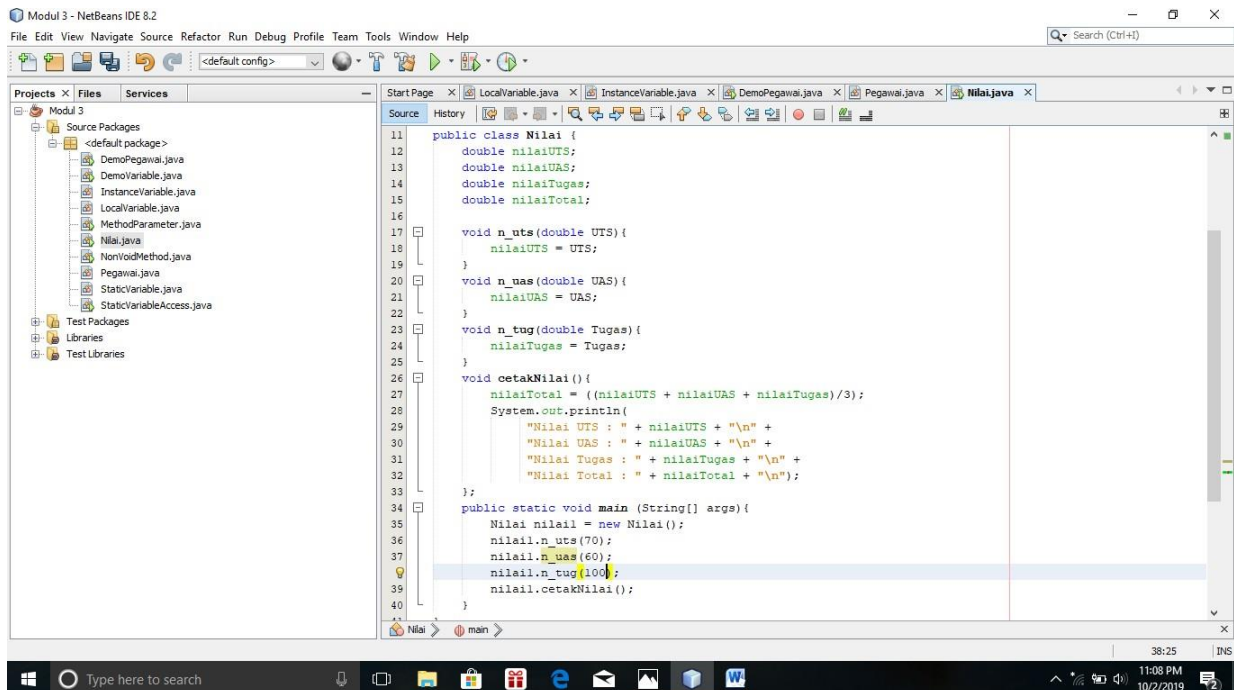 Modul 3 - NetBeans IDE 8.2
File Edit View Navigate Source Refactor Run Debug Profile Team Tools Window Help
Search (Ctrl+I)
<default config>
Projects Files Services
Start Page LocalVariable.java InstanceVariable.java DemoPegawai.java Pegawai.java Nilai.java
Modul 3
Source Packages
<default package>
DemoPegawai.java
DemoVariable.java
InstanceVariable.java
LocalVariable.java
MethodParameter.java
Nilai.java
NonVoidMethod.java
Pegawai.java
StaticVariable.java
StaticVariableAccess.java
Test Packages
Libraries
Test Libraries
Source History
11 public class Nilai {
12 double nilaiUTS;
13 double nilaiUAS;
14 double nilaiTugas;
15 double nilaiTotal;
16
17 void n_uts(double UTS){
18 nilaiUTS = UTS;
19 }
20 void n_uas(double UAS){
21 nilaiUAS = UAS;
22 }
23 void n_tug(double Tugas){
24 nilaiTugas = Tugas;
25 }
26 void cetakNilai(){
27 nilaiTotal = ((nilaiUTS + nilaiUAS + nilaiTugas)/3);
28 System.out.println(
29 "Nilai UTS : " + nilaiUTS + "\n" +
30 "Nilai UAS : " + nilaiUAS + "\n" +
31 "Nilai Tugas : " + nilaiTugas + "\n" +
32 "Nilai Total : " + nilaiTotal + "\n");
33 };
34 public static void main (String[] args){
35 Nilai nilai1 = new Nilai();
36 nilai1.n_uts(70);
37 nilai1.n_uas(60);
nilai1.n_tug(100);
39 nilai1.cetakNilai();
40 }
Nilai main
38:25 INS
Type here to search
11:08 PM
10/2/2019